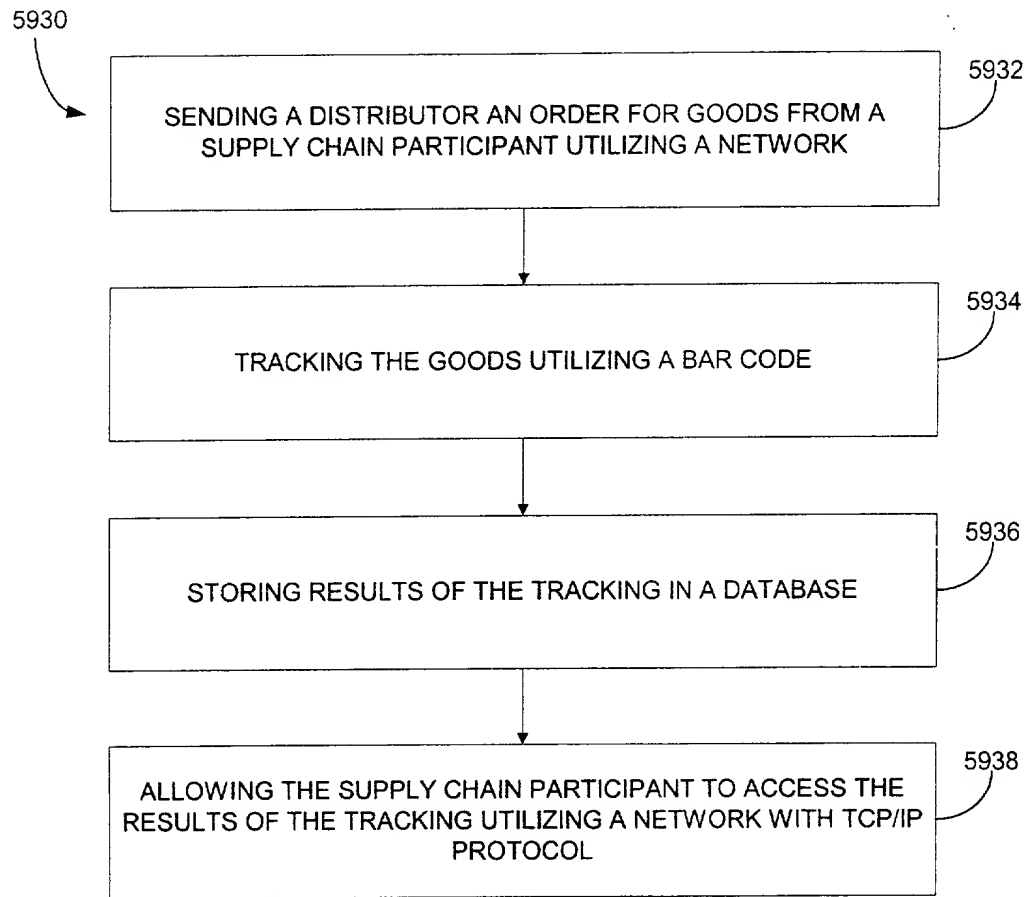 5930
5932
SENDING A DISTRIBUTOR AN ORDER FOR GOODS FROM A
SUPPLY CHAIN PARTICIPANT UTILIZING A NETWORK
5934
TRACKING THE GOODS UTILIZING A BAR CODE
5936
STORING RESULTS OF THE TRACKING IN A DATABASE
5938
ALLOWING THE SUPPLY CHAIN PARTICIPANT TO ACCESS THE
RESULTS OF THE TRACKING UTILIZING A NETWORK WITH TCP/IP
PROTOCOL